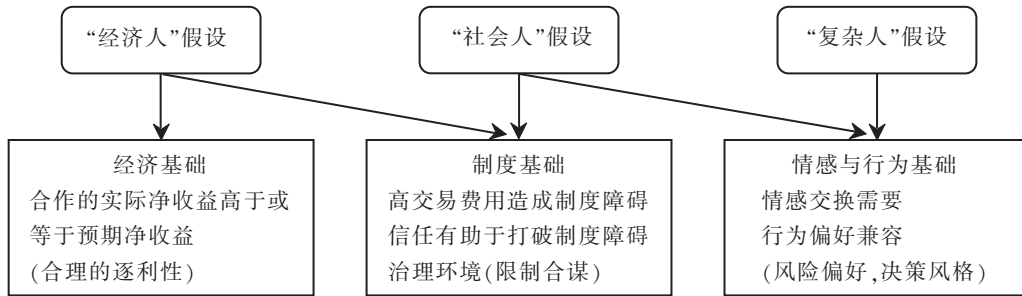 “经济人”假设
“社会人”假设
“复杂人”假设
经济基础
合作的实际净收益高于或
等于预期净收益
(合理的逐利性)
制度基础
高交易费用造成制度障碍
信任有助于打破制度障碍
治理环境(限制合谋)
情感与行为基础
情感交换需要
行为偏好兼容
(风险偏好,决策风格)